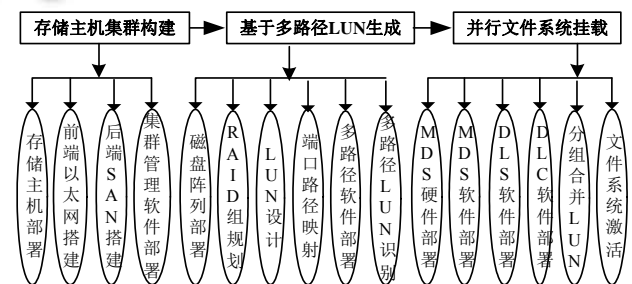 存储主机集群构建
基于多路径LUN生成
并行文件系统挂载
存储主机部署
前端以太网搭建
后端SAN搭建
集群管理软件部署
磁盘阵列部署
RAID组规划
LUN设计
端口路径映射
多路径软件部署
多路径LUN识别
MDS硬件部署
MDS软件部署
DLS软件部署
DLC软件部署
分组合并LUN
文件系统激活